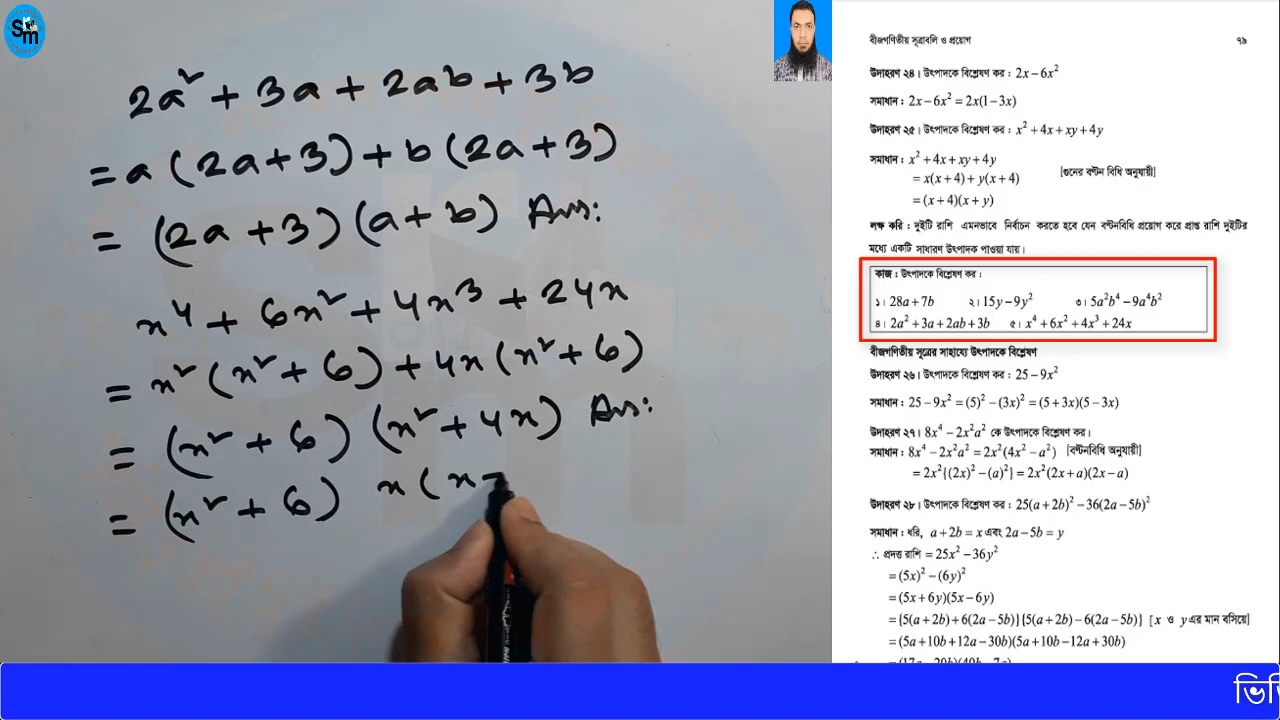 Sm
2a² + 3a + 2ab + 3b
= a (2a+3) + b (2a+3)
= (2a +3) (a+b) Ans:
x⁴ + 6x² + 4x³ + 24x
= x² (x² + 6) + 4x (x² + 6)
= (x² + 6) (x² + 4x) Ans:
= (x² + 6) x (x
বীজগণিতীয় সূত্রাবলি ও প্রয়োগ ৭৯
উদাহরণ ২৪। উৎপাদকে বিশ্লেষণ কর : 2x − 6x²
সমাধান : 2x − 6x² = 2x(1 − 3x)
উদাহরণ ২৫। উৎপাদকে বিশ্লেষণ কর : x² + 4x + xy + 4y
সমাধান : x² + 4x + xy + 4y
= x(x + 4) + y(x + 4) [গুনের বণ্টন বিধি অনুযায়ী]
= (x + 4)(x + y)
লক্ষ করি : দুইটি রাশি এমনভাবে নির্বাচন করতে হবে যেন বণ্টনবিধি প্রয়োগ করে প্রাপ্ত রাশি দুইটির
মধ্যে একটি সাধারণ উৎপাদক পাওয়া যায়।
কাজ : উৎপাদকে বিশ্লেষণ কর :
১। 28a + 7b ২। 15y − 9y² ৩। 5a²b⁴ − 9a⁴b²
৪। 2a² + 3a + 2ab + 3b ৫। x⁴ + 6x² + 4x³ + 24x
বীজগণিতীয় সূত্রের সাহায্যে উৎপাদকে বিশ্লেষণ
উদাহরণ ২৬। উৎপাদকে বিশ্লেষণ কর : 25 − 9x²
সমাধান : 25 − 9x² = (5)² − (3x)² = (5 + 3x)(5 − 3x)
উদাহরণ ২৭। 8x⁴ − 2x²a² কে উৎপাদকে বিশ্লেষণ কর।
সমাধান : 8x⁴ − 2x²a² = 2x²(4x² − a²) [বণ্টনবিধি অনুযায়ী]
= 2x²{(2x)² − (a)²} = 2x²(2x + a)(2x − a)
উদাহরণ ২৮। উৎপাদকে বিশ্লেষণ কর : 25(a + 2b)² − 36(2a − 5b)²
সমাধান : ধরি, a + 2b = x এবং 2a − 5b = y
∴ প্রদত্ত রাশি = 25x² − 36y²
= (5x)² − (6y)²
= (5x + 6y)(5x − 6y)
= {5(a + 2b) + 6(2a − 5b)}{5(a + 2b) − 6(2a − 5b)} [x ও y এর মান বসিয়ে]
= (5a + 10b + 12a − 30b)(5a + 10b − 12a + 30b)
= (17a − 20b)(40b − 7a)